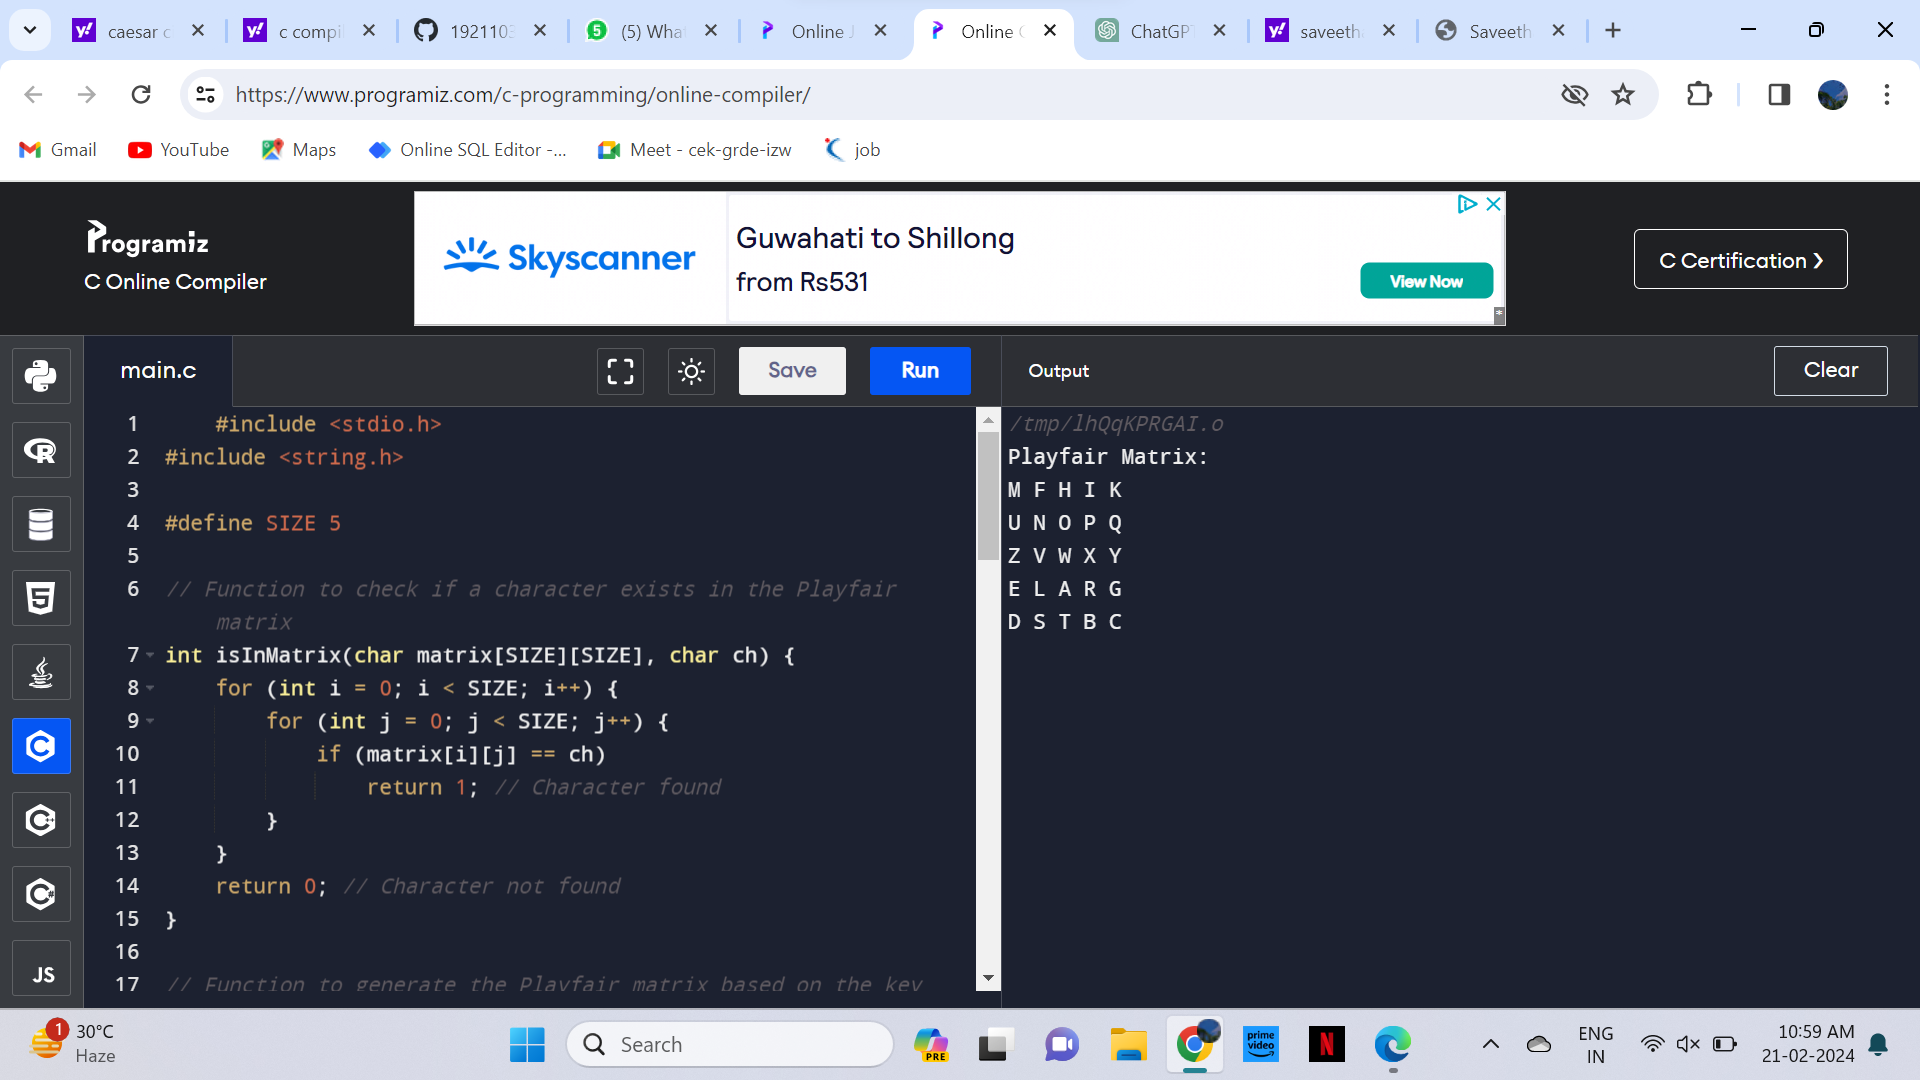 caesar c
c compi
1921103
(5) Wha
Online J
Online C
ChatGPT
saveeth
Saveeth
https://www.programiz.com/c-programming/online-compiler/
Gmail
YouTube
Maps
Online SQL Editor -...
Meet - cek-grde-izw
job
Programiz
C Online Compiler
Skyscanner
Guwahati to Shillong
from Rs531
View Now
C Certification ❯
main.c
Save
Run
Output
Clear
1 #include <stdio.h>
2 #include <string.h>
3
4 #define SIZE 5
5
6 // Function to check if a character exists in the Playfair
matrix
7 int isInMatrix(char matrix[SIZE][SIZE], char ch) {
8 for (int i = 0; i < SIZE; i++) {
9 for (int j = 0; j < SIZE; j++) {
10 if (matrix[i][j] == ch)
11 return 1; // Character found
12 }
13 }
14 return 0; // Character not found
15 }
16
17 // Function to generate the Playfair matrix based on the key
/tmp/lhQqKPRGAI.o
Playfair Matrix:
M F H I K
U N O P Q
Z V W X Y
E L A R G
D S T B C
JS
1
30°C
Haze
Search
PRE
prime
video
N
ENG
IN
10:59 AM
21-02-2024